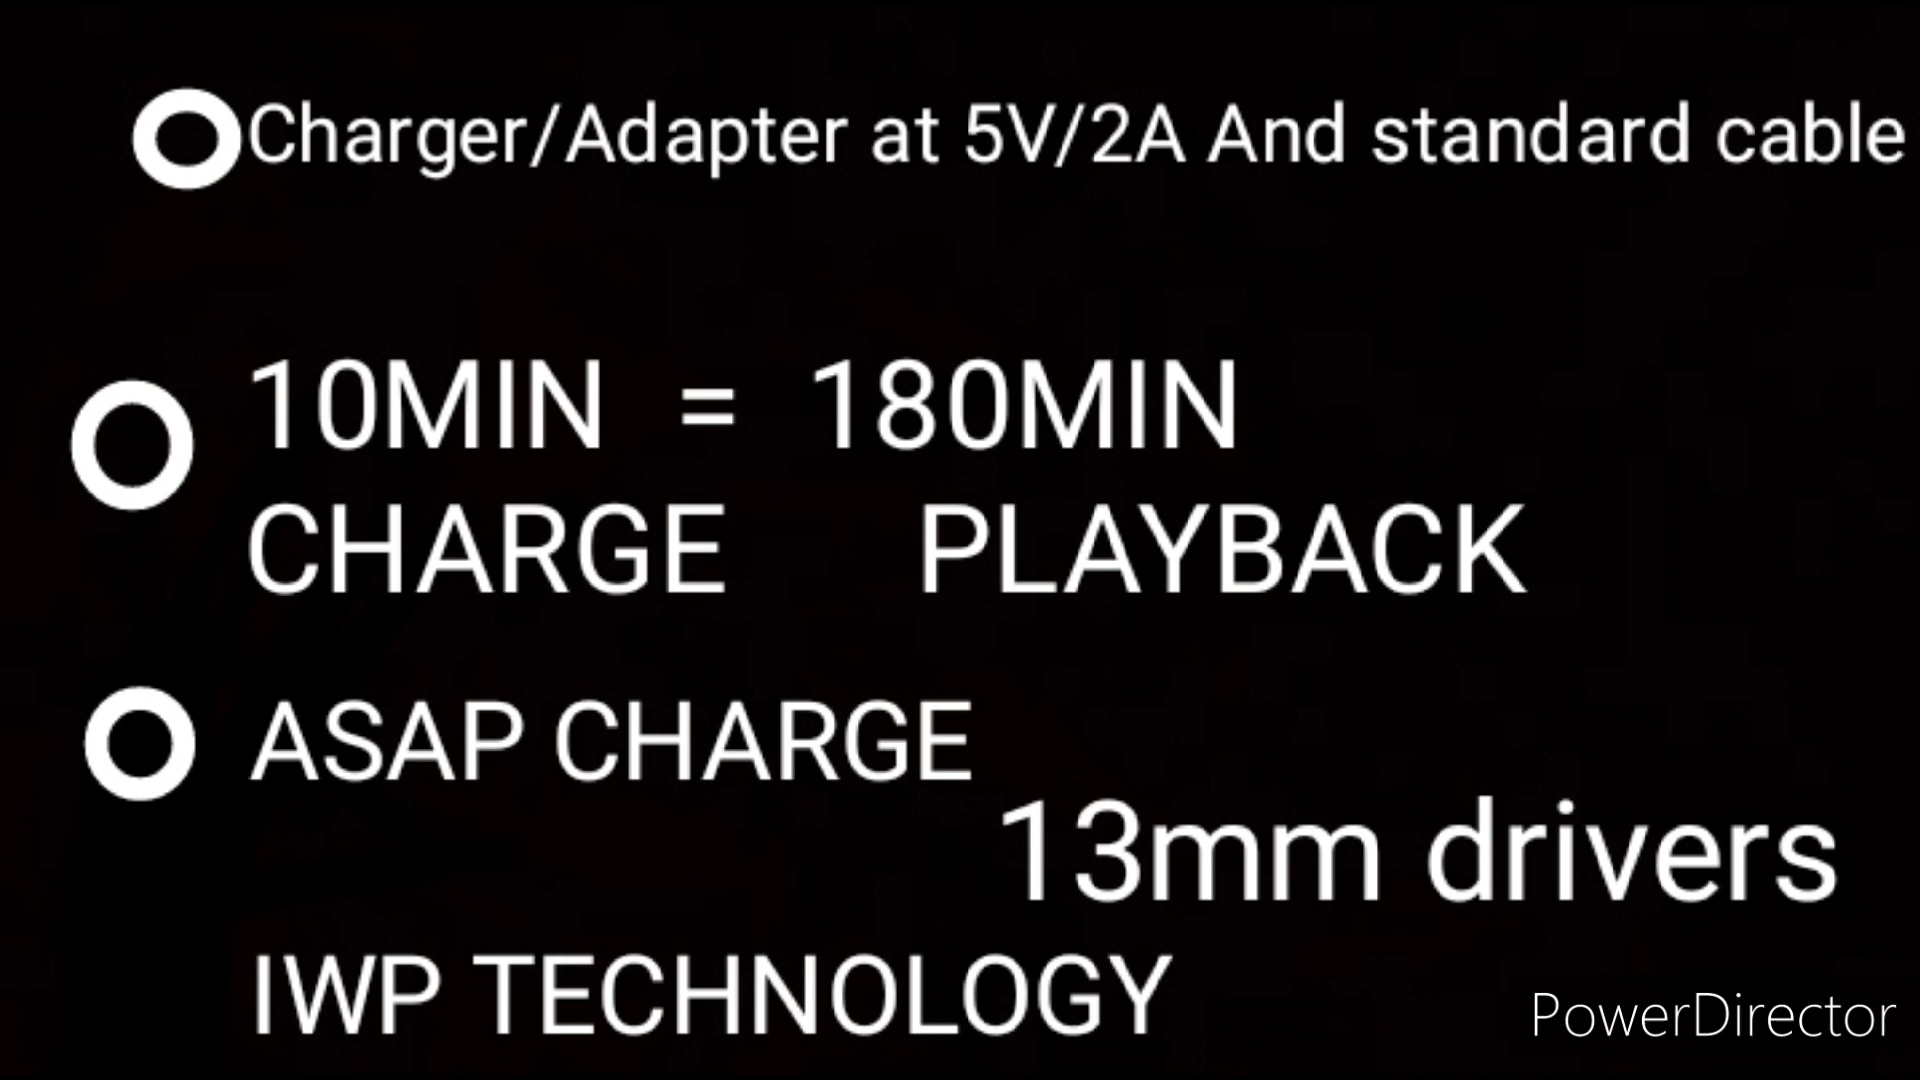 Charger/Adapter at 5V/2A And standard cable
10MIN = 180MIN
CHARGE PLAYBACK
ASAP CHARGE
13mm drivers
IWP TECHNOLOGY
PowerDirector